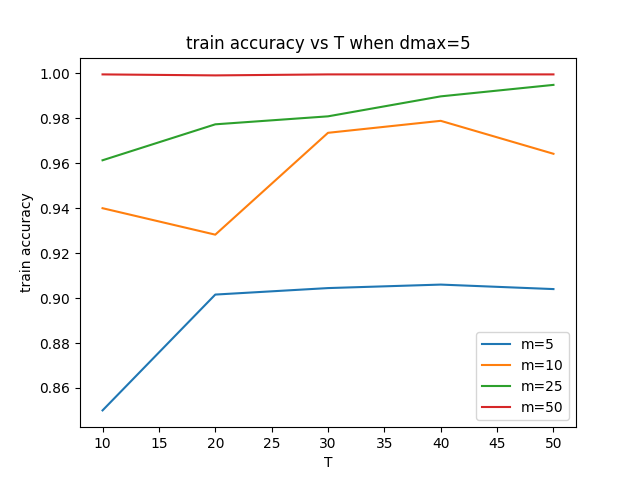 train accuracy vs T when dmax=5
train accuracy
1.00
0.98
0.96
0.94
0.92
0.90
0.88
0.86
10 15 20 25 30 35 40 45 50
T
m=5
m=10
m=25
m=50